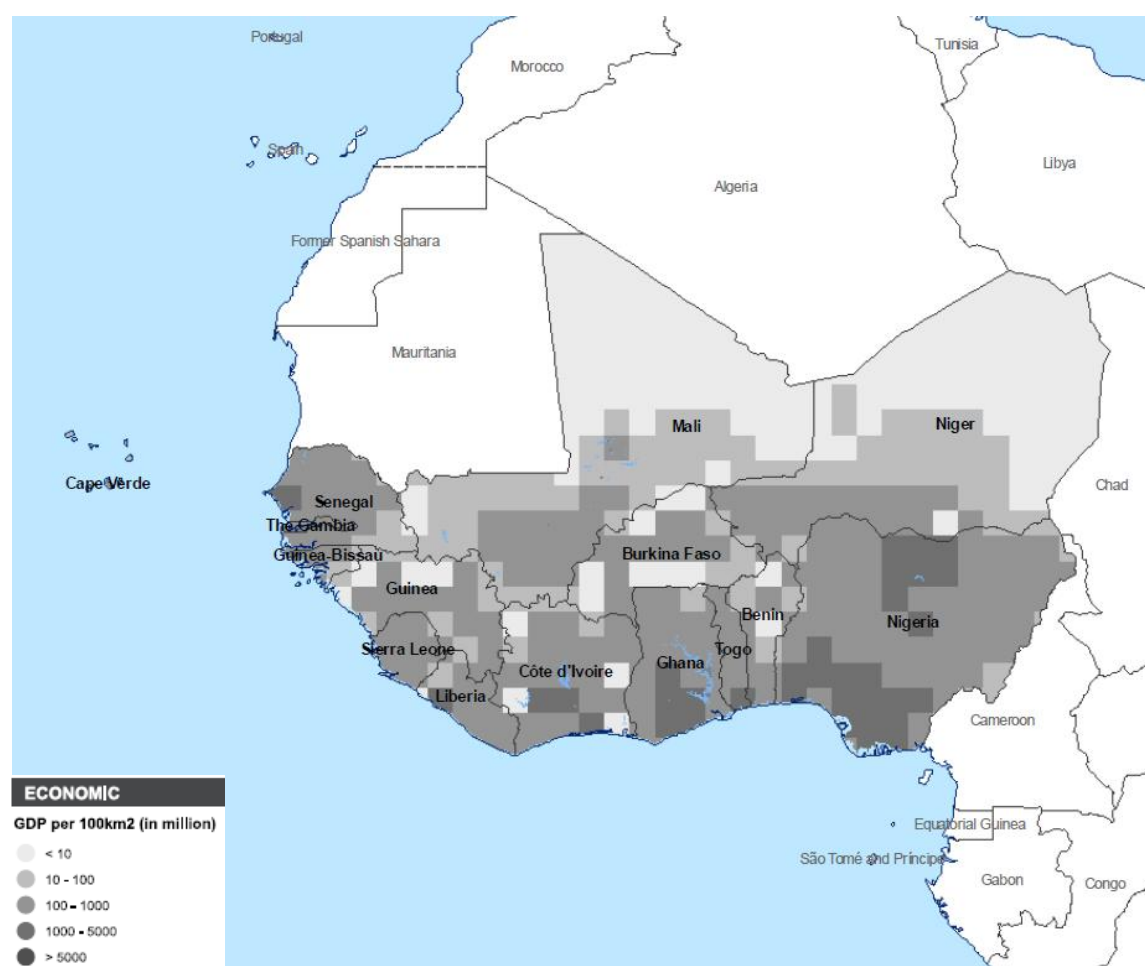 Portugal
Tunisia
Morocco
Spain
Libya
Algeria
Former Spanish Sahara
Mauritania
Mali
Niger
Cape Verde
Chad
Senegal
The Gambia
Guinea-Bissau
Burkina Faso
Guinea
Benin
Nigeria
Sierra Leone
Togo
Ghana
Côte d'Ivoire
Liberia
Cameroon
ECONOMIC
GDP per 100km2 (in million)
< 10
10 - 100
100 - 1000
1000 - 5000
> 5000
Equatorial Guinea
São Tomé and Príncipe
Gabon
Congo